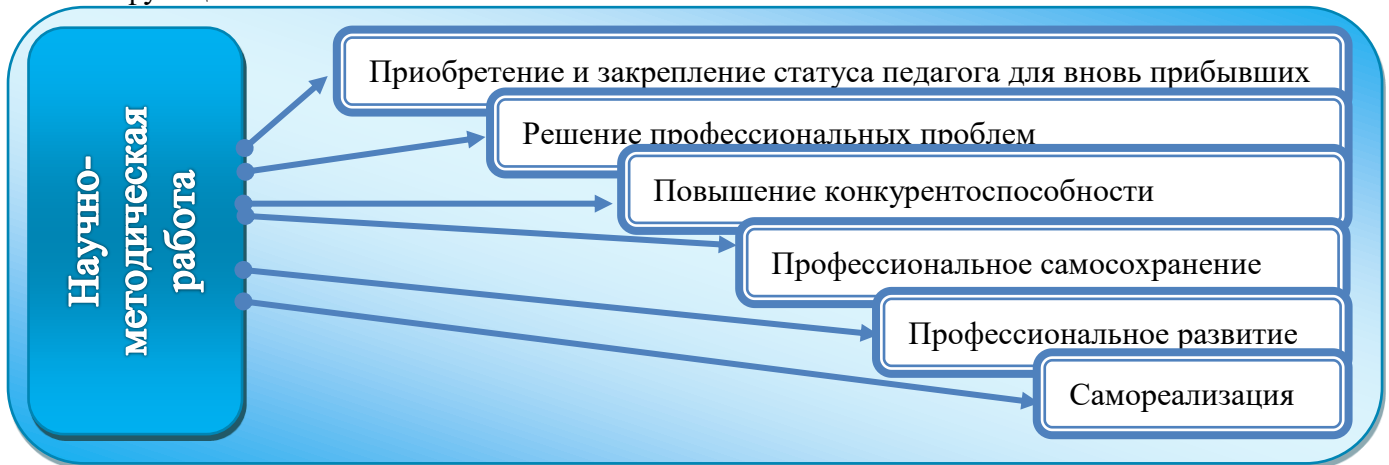 Научно-
методическая
работа
Приобретение и закрепление статуса педагога для вновь прибывших
Решение профессиональных проблем
Повышение конкурентоспособности
Профессиональное самосохранение
Профессиональное развитие
Самореализация